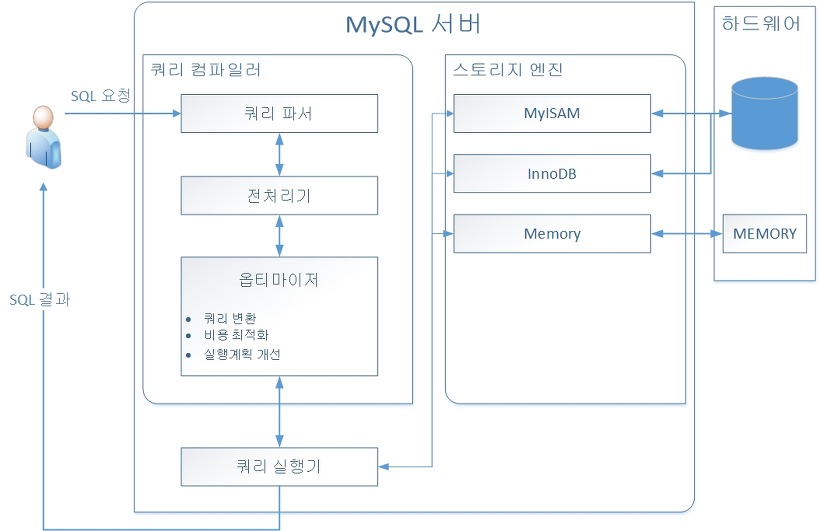 MySQL 서버
하드웨어
쿼리 컴파일러
스토리지 엔진
SQL 요청
쿼리 파서
MyISAM
전처리기
InnoDB
Memory
MEMORY
옵티마이저
쿼리 변환
비용 최적화
실행계획 개선
SQL 결과
쿼리 실행기